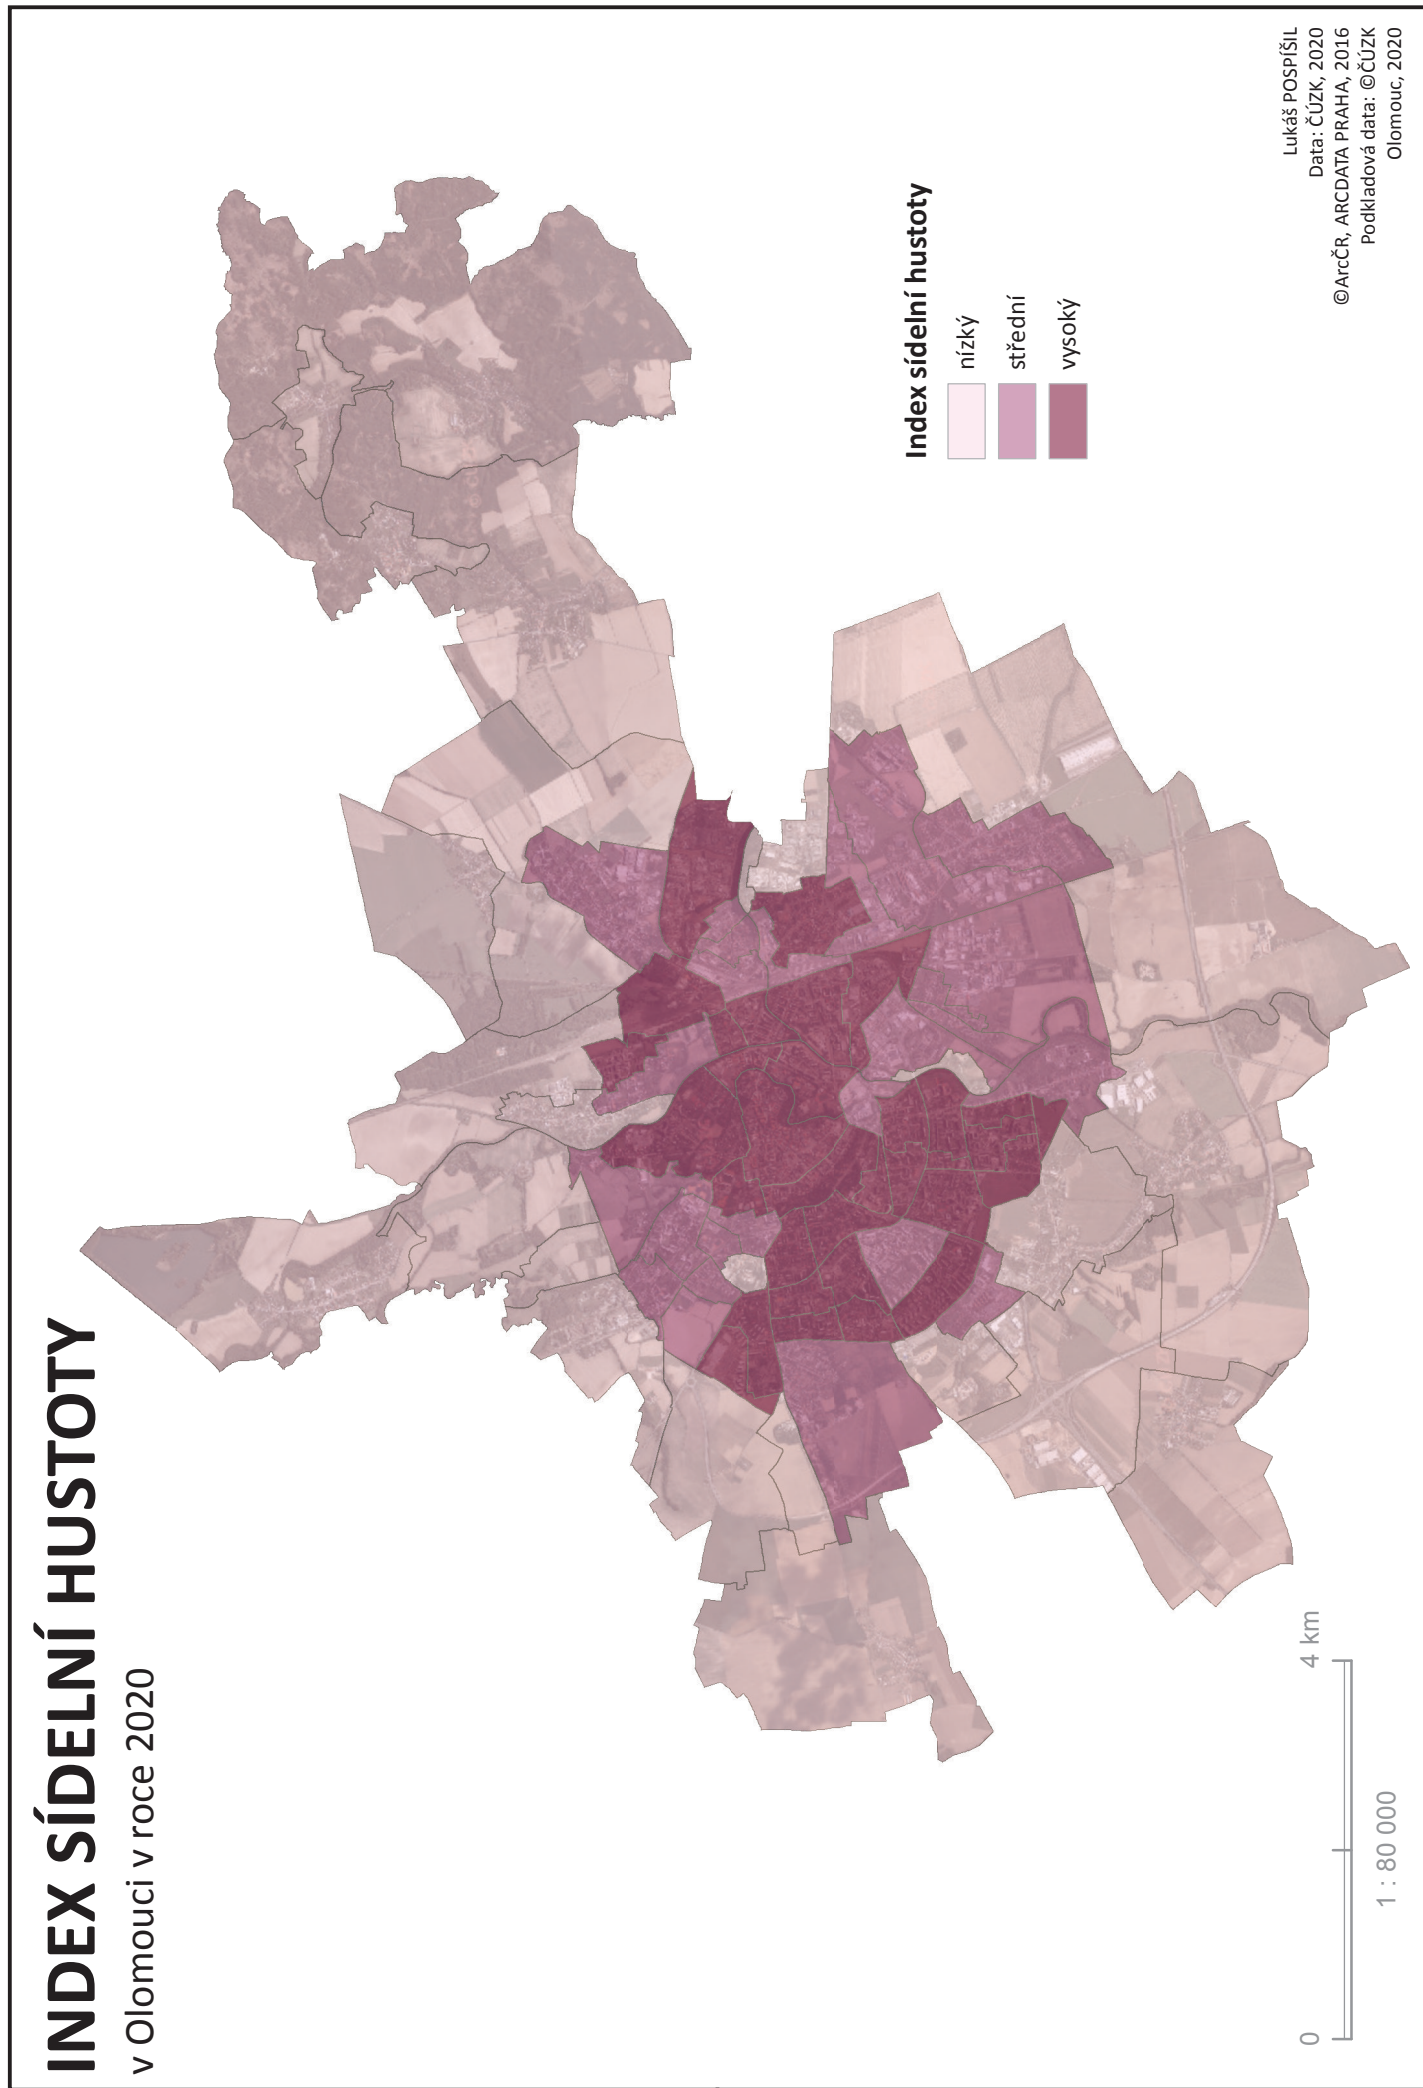 INDEX SÍDELNÍ HUSTOTY
v Olomouci v roce 2020
Index sídelní hustoty
nízký
střední
vysoký
0
4 km
1 : 80 000
Lukáš POSPÍŠIL
Data: ČÚZK, 2020
©ArcČR, ARCDATA PRAHA, 2016
Podkladová data: ©ČÚZK
Olomouc, 2020